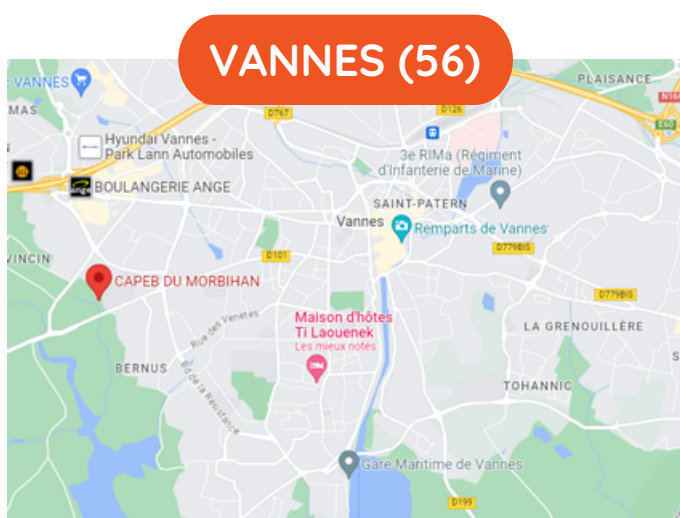 VANNES (56)
VANNES
PLAISANCE
MAS
D767
D126
N166
E60
Hyundai Vannes -
Park Lann Automobiles
3e RIMa (Régiment
d'Infanterie de Marine)
ange
BOULANGERIE ANGE
SAINT-PATERN
Vannes
Remparts de Vannes
D779BIS
VINCIN
D101
CAPEB DU MORBIHAN
D779BIS
Rue des Venetes
Maison d'hôtes
Ti Laouenek
Les mieux notés
LA GRENOUILLÈRE
S
BERNUS
Bd de la Résistance
TOHANNIC
Gare Maritime de Vannes
D199